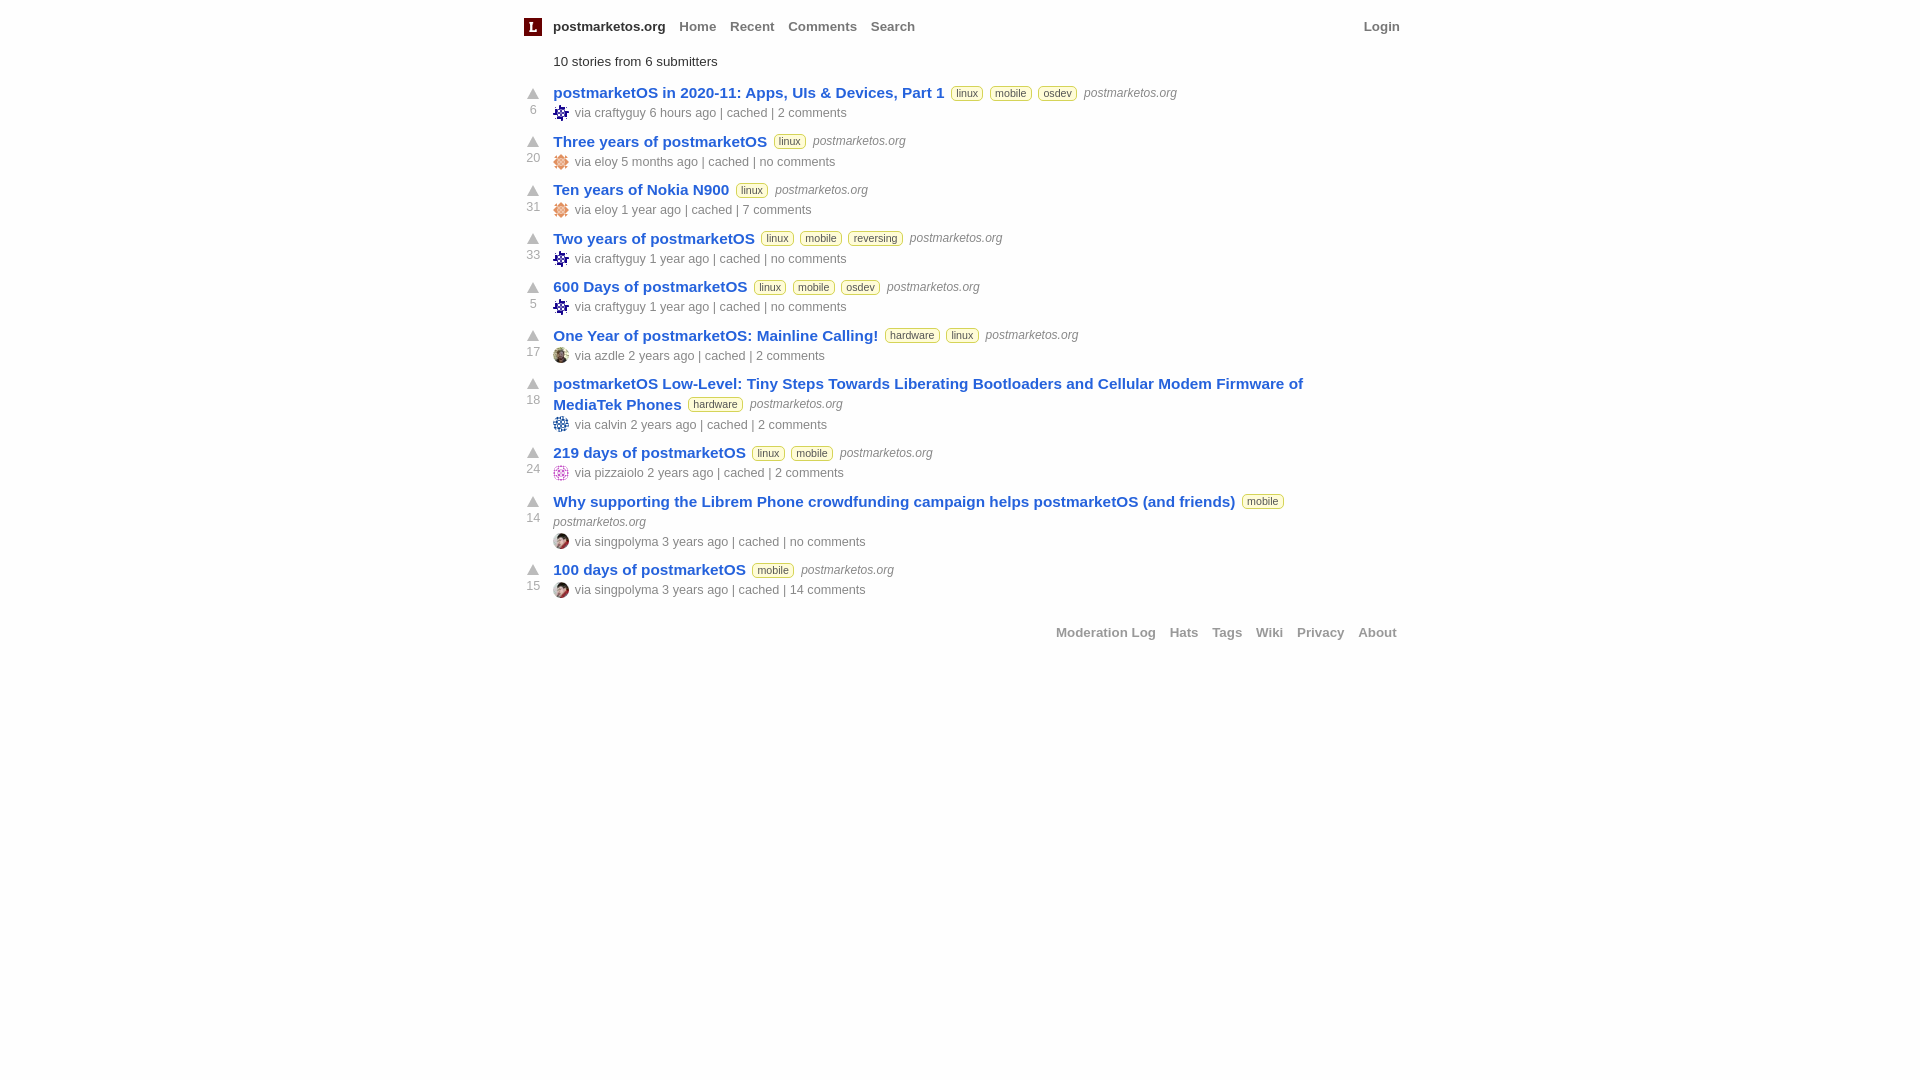 L postmarketos.org Home Recent Comments Search Login
10 stories from 6 submitters
postmarketOS in 2020-11: Apps, UIs & Devices, Part 1 linux mobile osdev postmarketos.org
6 via craftyguy 6 hours ago | cached | 2 comments
Three years of postmarketOS linux postmarketos.org
20 via eloy 5 months ago | cached | no comments
Ten years of Nokia N900 linux postmarketos.org
31 via eloy 1 year ago | cached | 7 comments
Two years of postmarketOS linux mobile reversing postmarketos.org
33 via craftyguy 1 year ago | cached | no comments
600 Days of postmarketOS linux mobile osdev postmarketos.org
5 via craftyguy 1 year ago | cached | no comments
One Year of postmarketOS: Mainline Calling! hardware linux postmarketos.org
17 via azdle 2 years ago | cached | 2 comments
postmarketOS Low-Level: Tiny Steps Towards Liberating Bootloaders and Cellular Modem Firmware of
18 MediaTek Phones hardware postmarketos.org
via calvin 2 years ago | cached | 2 comments
219 days of postmarketOS linux mobile postmarketos.org
24 via pizzaiolo 2 years ago | cached | 2 comments
Why supporting the Librem Phone crowdfunding campaign helps postmarketOS (and friends) mobile
14 postmarketos.org
via singpolyma 3 years ago | cached | no comments
100 days of postmarketOS mobile postmarketos.org
15 via singpolyma 3 years ago | cached | 14 comments
Moderation Log Hats Tags Wiki Privacy About